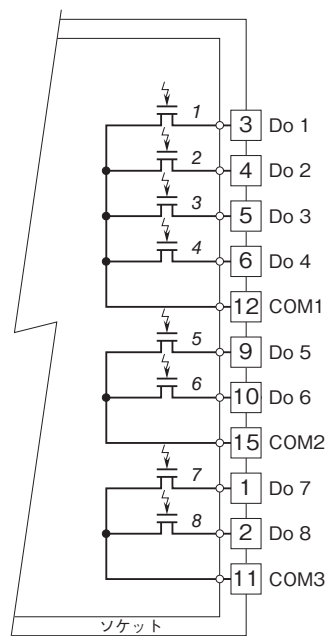 1 3 Do 1
2 4 Do 2
3 5 Do 3
4 6 Do 4
12 COM1
5 9 Do 5
6 10 Do 6
15 COM2
7 1 Do 7
8 2 Do 8
11 COM3
ソケット